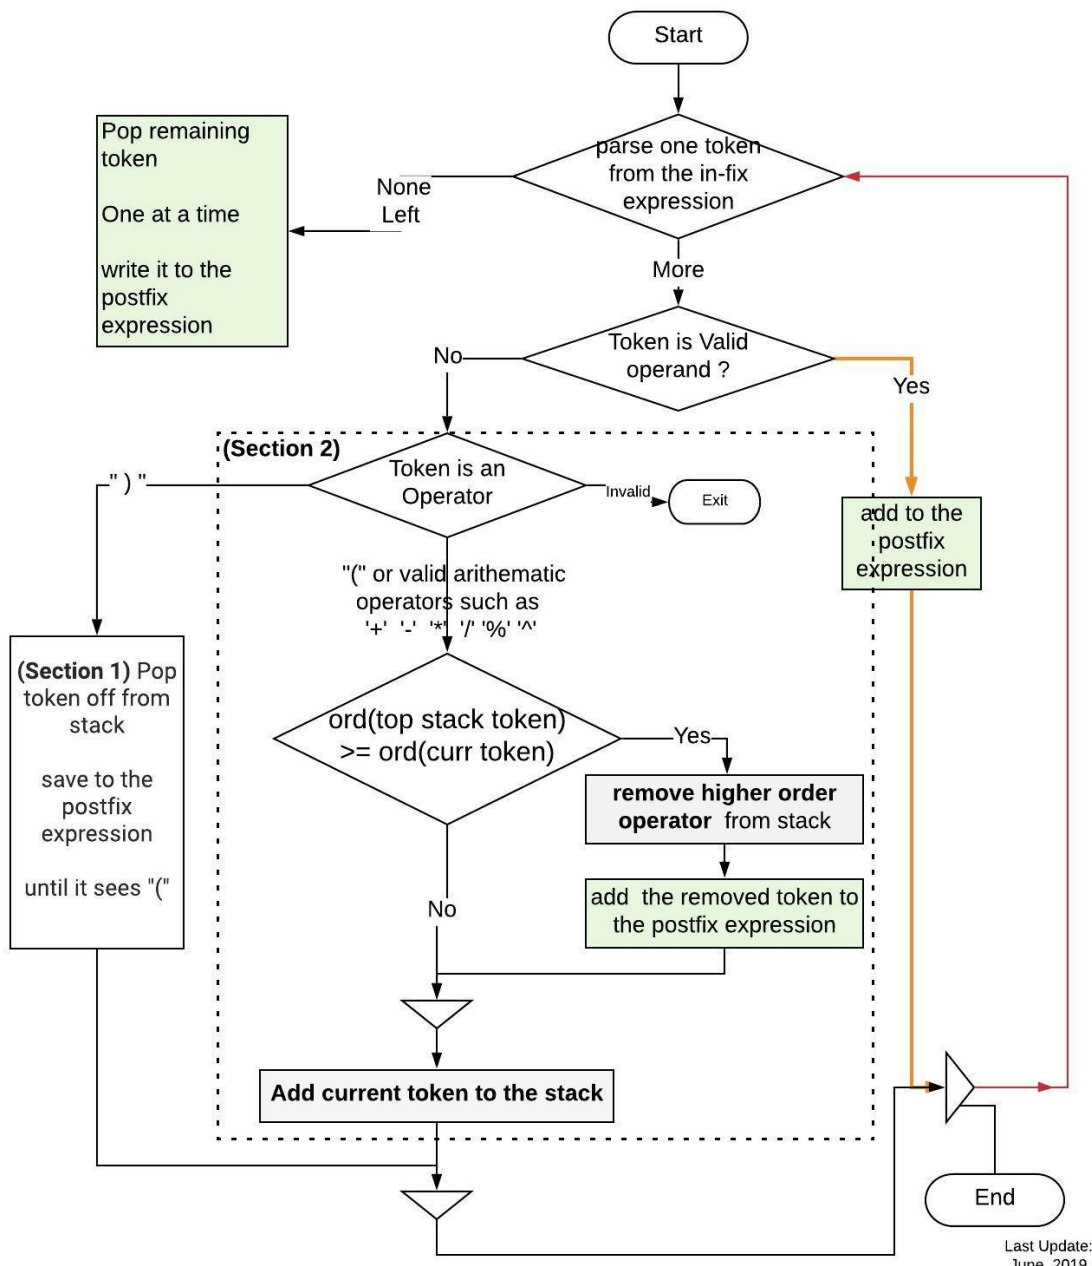 Start
parse one token
from the in-fix
expression
None
Left
Pop remaining
token
One at a time
write it to the
postfix
expression
More
Token is Valid
operand ?
No
Yes
(Section 2)
Token is an
Operator
" ) "
Invalid
Exit
add to the
postfix
expression
"(" or valid arithematic
operators such as
'+' '-' '*' '/' '%' '^'
(Section 1) Pop
token off from
stack
save to the
postfix
expression
until it sees "("
ord(top stack token)
>= ord(curr token)
Yes
remove higher order
operator from stack
add the removed token to
the postfix expression
No
Add current token to the stack
End
Last Update:
June, 2019